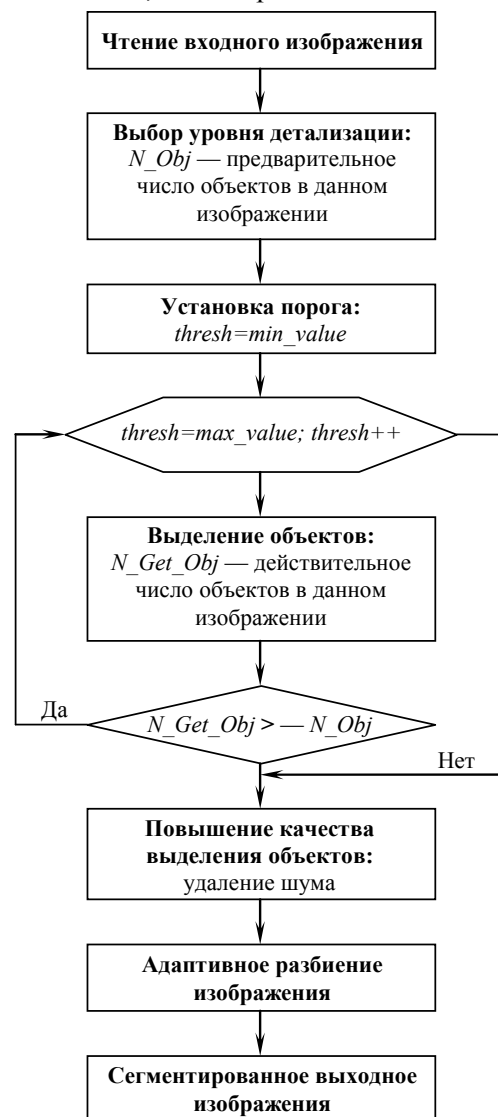 Чтение входного изображения
Выбор уровня детализации:
N_Obj — предварительное
число объектов в данном
изображении
Установка порога:
thresh=min_value
thresh=max_value; thresh++
Выделение объектов:
N_Get_Obj — действительное
число объектов в данном
изображении
Да
N_Get_Obj > — N_Obj
Нет
Повышение качества
выделения объектов:
удаление шума
Адаптивное разбиение
изображения
Сегментированное выходное
изображения